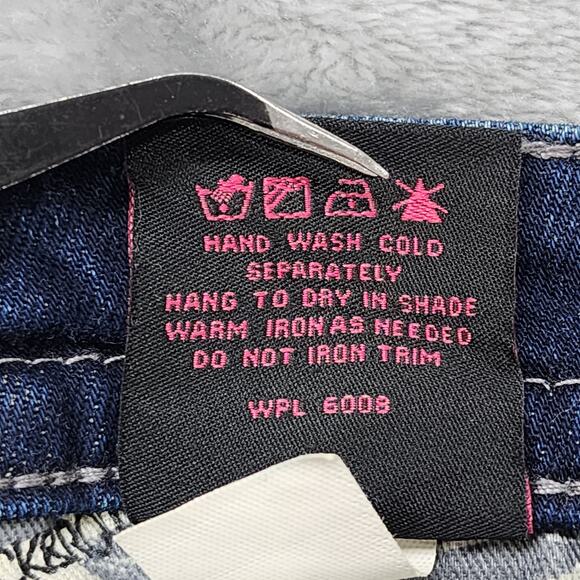 HAND WASH COLD
SEPARATELY
HANG TO DRY IN SHADE
WARM IRON AS NEEDED
DO NOT IRON TRIM
WPL 6008